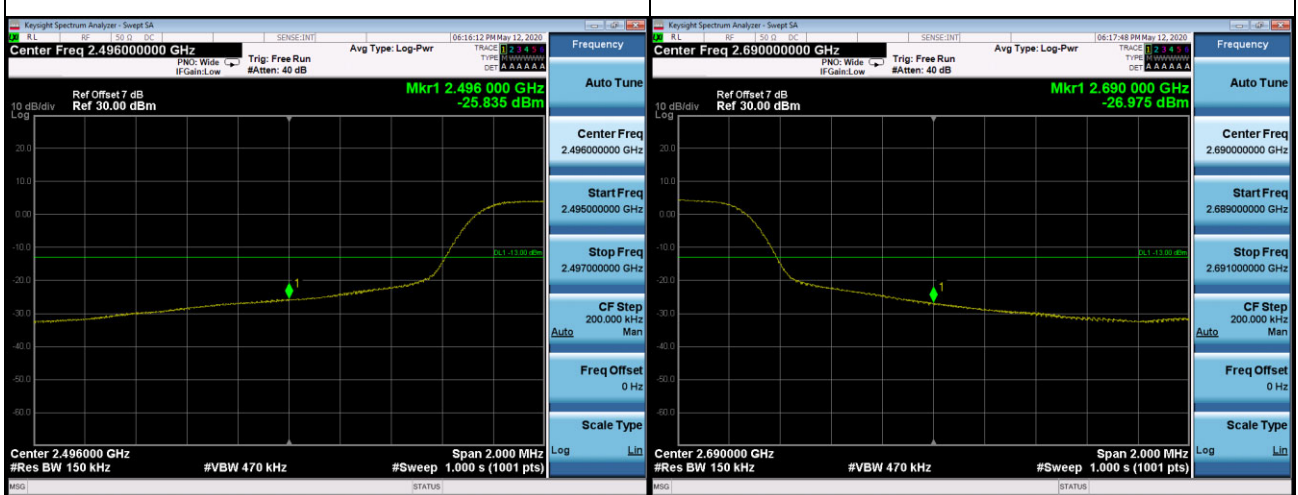 Keysight Spectrum Analyzer - Swept SA
RL RF 50 Ω DC SENSE:INT 06:16:12 PM May 12, 2020
Center Freq 2.496000000 GHz
PNO: Wide
IFGain:Low
Trig: Free Run
#Atten: 40 dB
Avg Type: Log-Pwr
TRACE 1 2 3 4 5 6
TYPE M WWWWW
DET A A A A A A
Mkr1 2.496 000 GHz
-25.835 dBm
Ref Offset 7 dB
10 dB/div Ref 30.00 dBm
Log
20.0
10.0
0.00
-10.0
DL1 -13.00 dBm
-20.0
1
-30.0
-40.0
-50.0
-60.0
Center 2.496000 GHz Span 2.000 MHz
#Res BW 150 kHz #VBW 470 kHz #Sweep 1.000 s (1001 pts)
MSG STATUS
Frequency
Auto Tune
Center Freq
2.496000000 GHz
Start Freq
2.495000000 GHz
Stop Freq
2.497000000 GHz
CF Step
200.000 kHz
Auto Man
Freq Offset
0 Hz
Scale Type
Log Lin
Keysight Spectrum Analyzer - Swept SA
RL RF 50 Ω DC SENSE:INT 06:17:48 PM May 12, 2020
Center Freq 2.690000000 GHz
PNO: Wide
IFGain:Low
Trig: Free Run
#Atten: 40 dB
Avg Type: Log-Pwr
TRACE 1 2 3 4 5 6
TYPE M WWWWW
DET A A A A A A
Mkr1 2.690 000 GHz
-26.975 dBm
Ref Offset 7 dB
10 dB/div Ref 30.00 dBm
Log
20.0
10.0
0.00
-10.0
DL1 -13.00 dBm
-20.0
1
-30.0
-40.0
-50.0
-60.0
Center 2.690000 GHz Span 2.000 MHz
#Res BW 150 kHz #VBW 470 kHz #Sweep 1.000 s (1001 pts)
MSG STATUS
Frequency
Auto Tune
Center Freq
2.690000000 GHz
Start Freq
2.689000000 GHz
Stop Freq
2.691000000 GHz
CF Step
200.000 kHz
Auto Man
Freq Offset
0 Hz
Scale Type
Log Lin